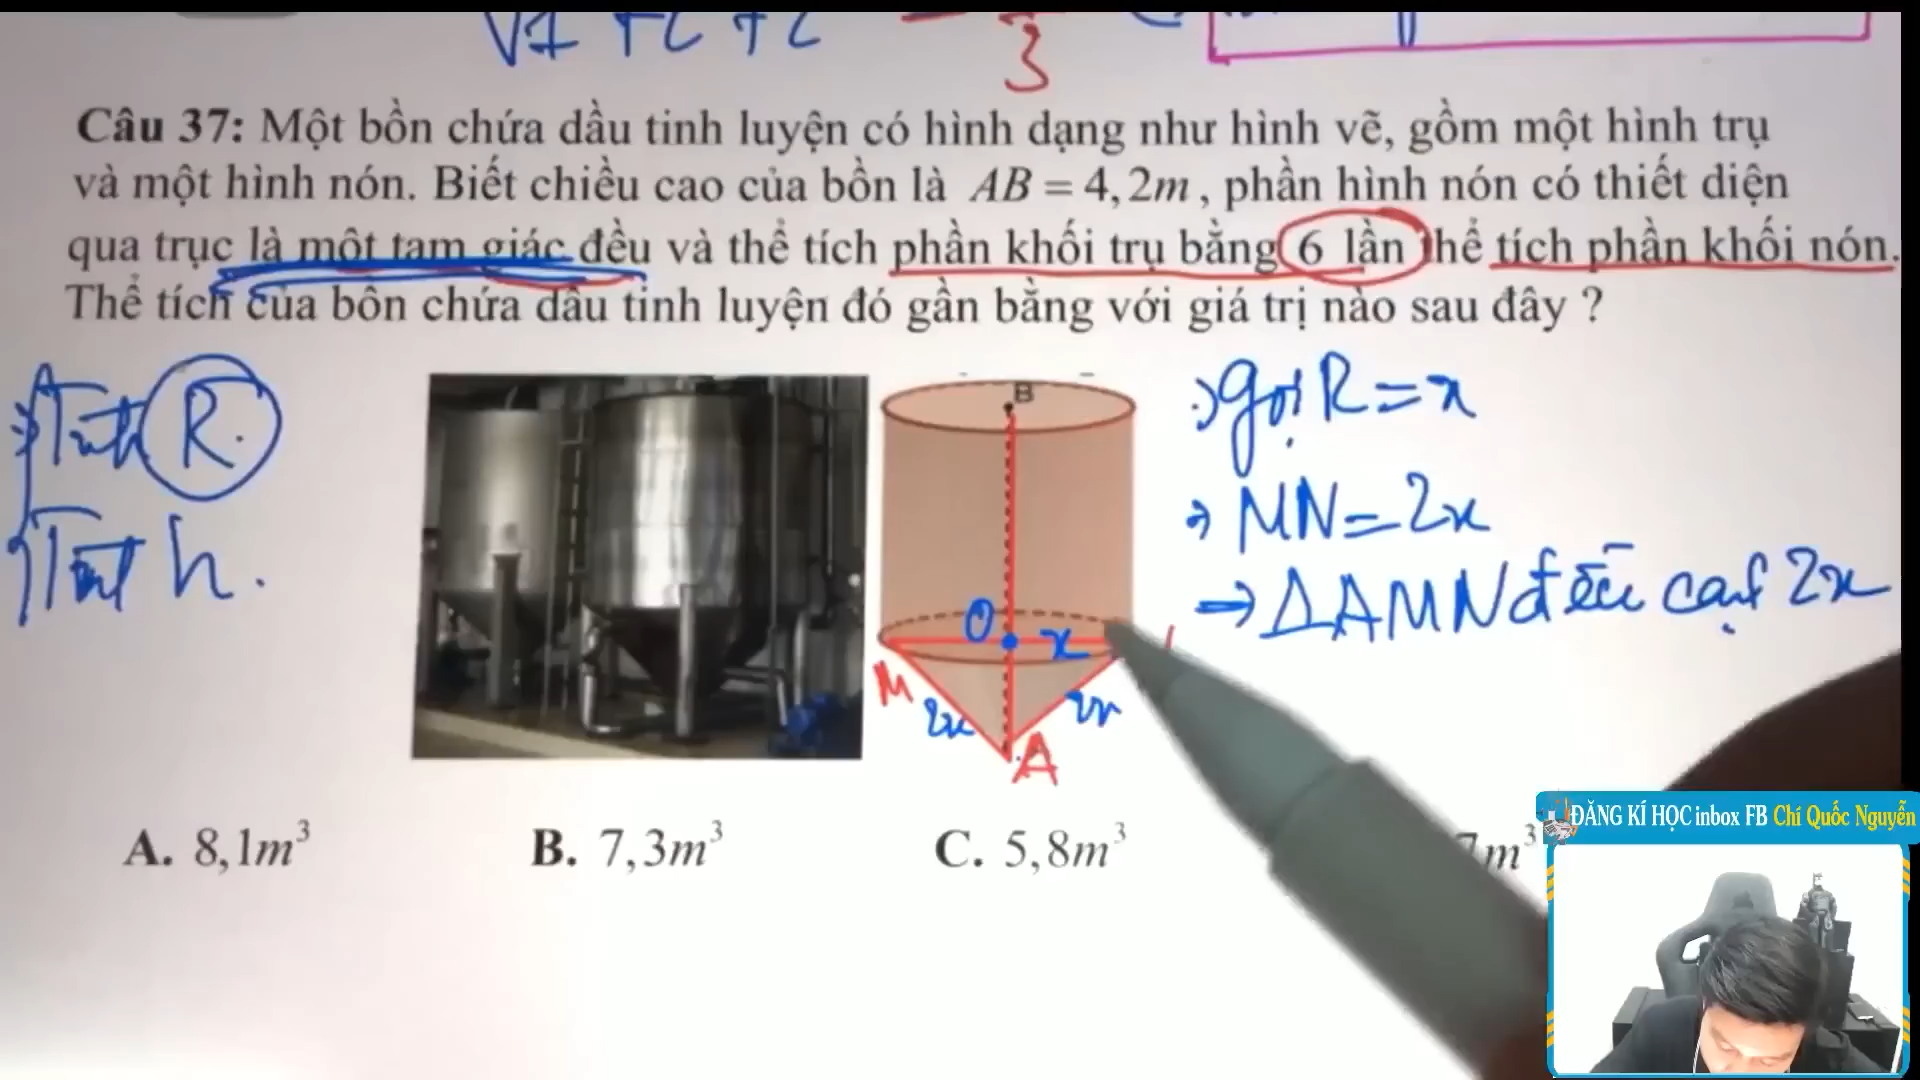 3
Câu 37: Một bồn chứa dầu tinh luyện có hình dạng như hình vẽ, gồm một hình trụ
và một hình nón. Biết chiều cao của bồn là AB = 4,2m, phần hình nón có thiết diện
qua trục là một tam giác đều và thể tích phần khối trụ bằng 6 lần thể tích phần khối nón.
Thể tích của bồn chứa dầu tinh luyện đó gần bằng với giá trị nào sau đây ?
Tính R.
Tính h.
B
O x
M
2x 2x
A
Gọi R = x
→ MN = 2x
→ ΔAMN đều cạnh 2x
A. 8,1m³
B. 7,3m³
C. 5,8m³
7m³
ĐĂNG KÍ HỌC inbox FB Chí Quốc Nguyễn